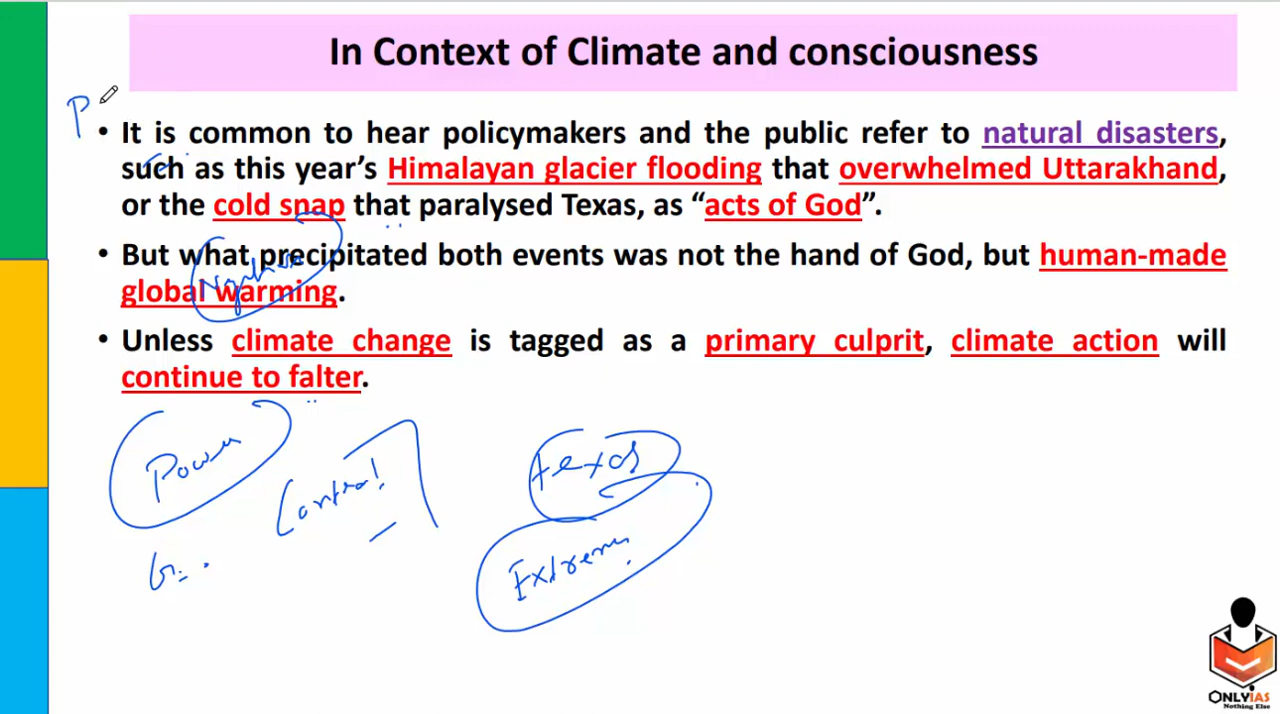 In Context of Climate and consciousness
P
• It is common to hear policymakers and the public refer to natural disasters,
such as this year's Himalayan glacier flooding that overwhelmed Uttarakhand,
or the cold snap that paralysed Texas, as "acts of God".
• But what precipitated both events was not the hand of God, but human-made
global warming.
• Unless climate change is tagged as a primary culprit, climate action will
continue to falter.
Power
Control
texas
Extreme
ONLYIAS
Nothing Else